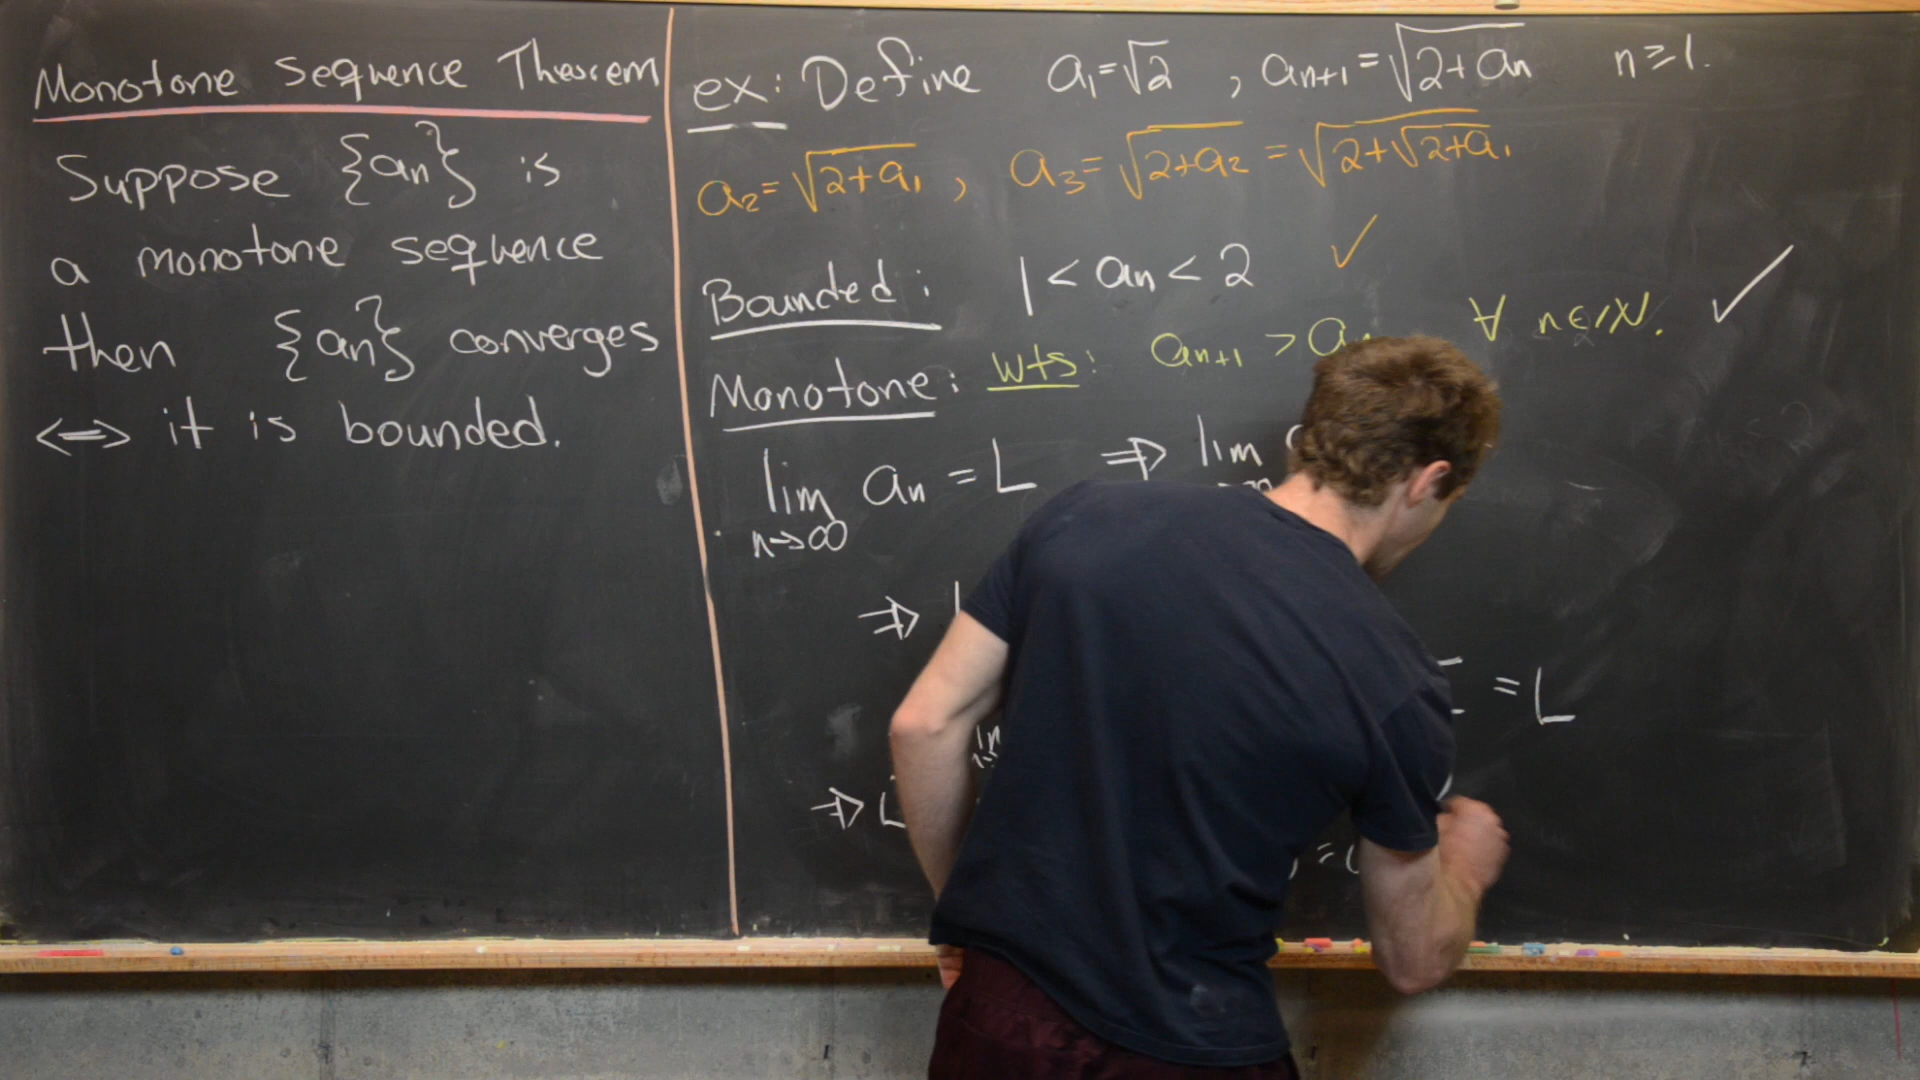 Monotone Sequence Theorem
Suppose {an} is
a monotone sequence
then {an} converges
<=> it is bounded.
ex: Define a₁=√2 , aₙ₊₁=√(2+aₙ) n≥1.
a₂=√(2+a₁) , a₃=√(2+a₂) = √(2+√(2+a₁))
Bounded: 1 < aₙ < 2 ✓
Monotone: wts: aₙ₊₁ > a ∀ n∈ℕ. ✓
lim aₙ = L ⇒ lim
n→∞
⇒
= L
⇒ L
=